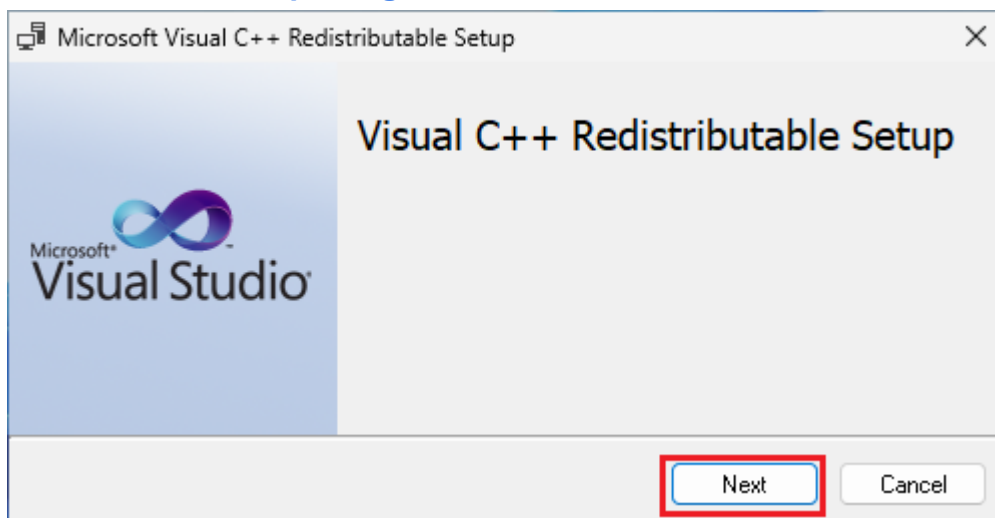 Microsoft Visual C++ Redistributable Setup
Visual C++ Redistributable Setup
Microsoft®
Visual Studio®
Next
Cancel